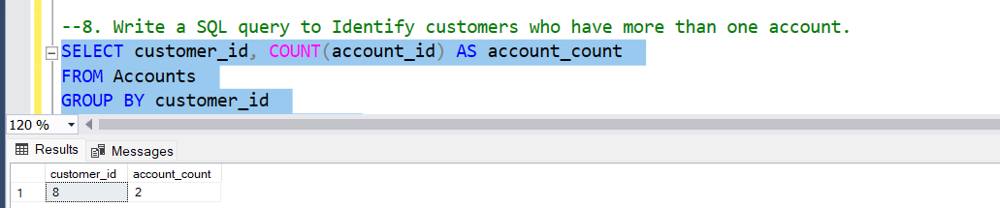 --8. Write a SQL query to Identify customers who have more than one account.
SELECT customer_id, COUNT(account_id) AS account_count
FROM Accounts
GROUP BY customer_id
120 %
Results Messages
customer_id account_count
1 8 2